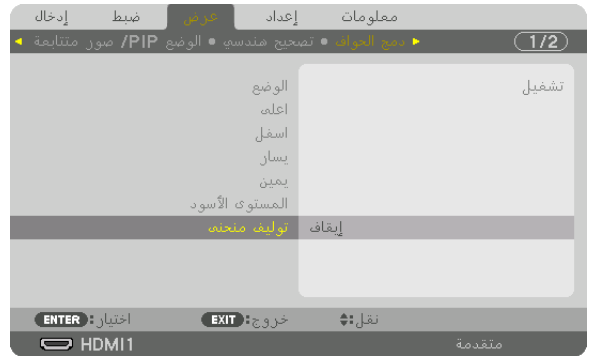 إدخال ضبط عرض إعداد معلومات
دمج الحواف • تصحيح هندسي • الوضع PIP/ صور متتابعة 1/2
الوضع تشغيل
اعلى
اسفل
يسار
يمين
المستوى الأسود
توليف منحنى إيقاف
ENTER: اختيار EXIT: خروج نقل:
HDMI1 متقدمة